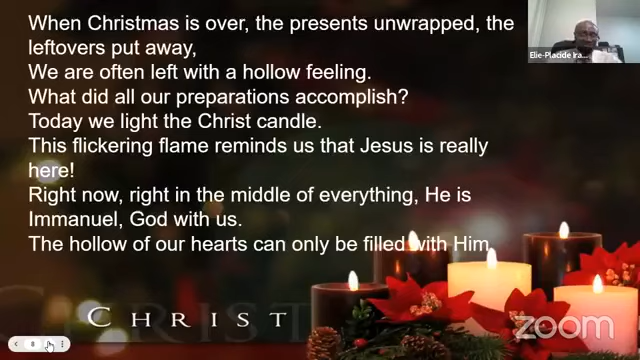 When Christmas is over, the presents unwrapped, the
leftovers put away,
We are often left with a hollow feeling.
What did all our preparations accomplish?
Today we light the Christ candle.
This flickering flame reminds us that Jesus is really
here!
Right now, right in the middle of everything, He is
Immanuel, God with us.
The hollow of our hearts can only be filled with Him
Elie-Placide Ira...
CHRIST
8
zoom